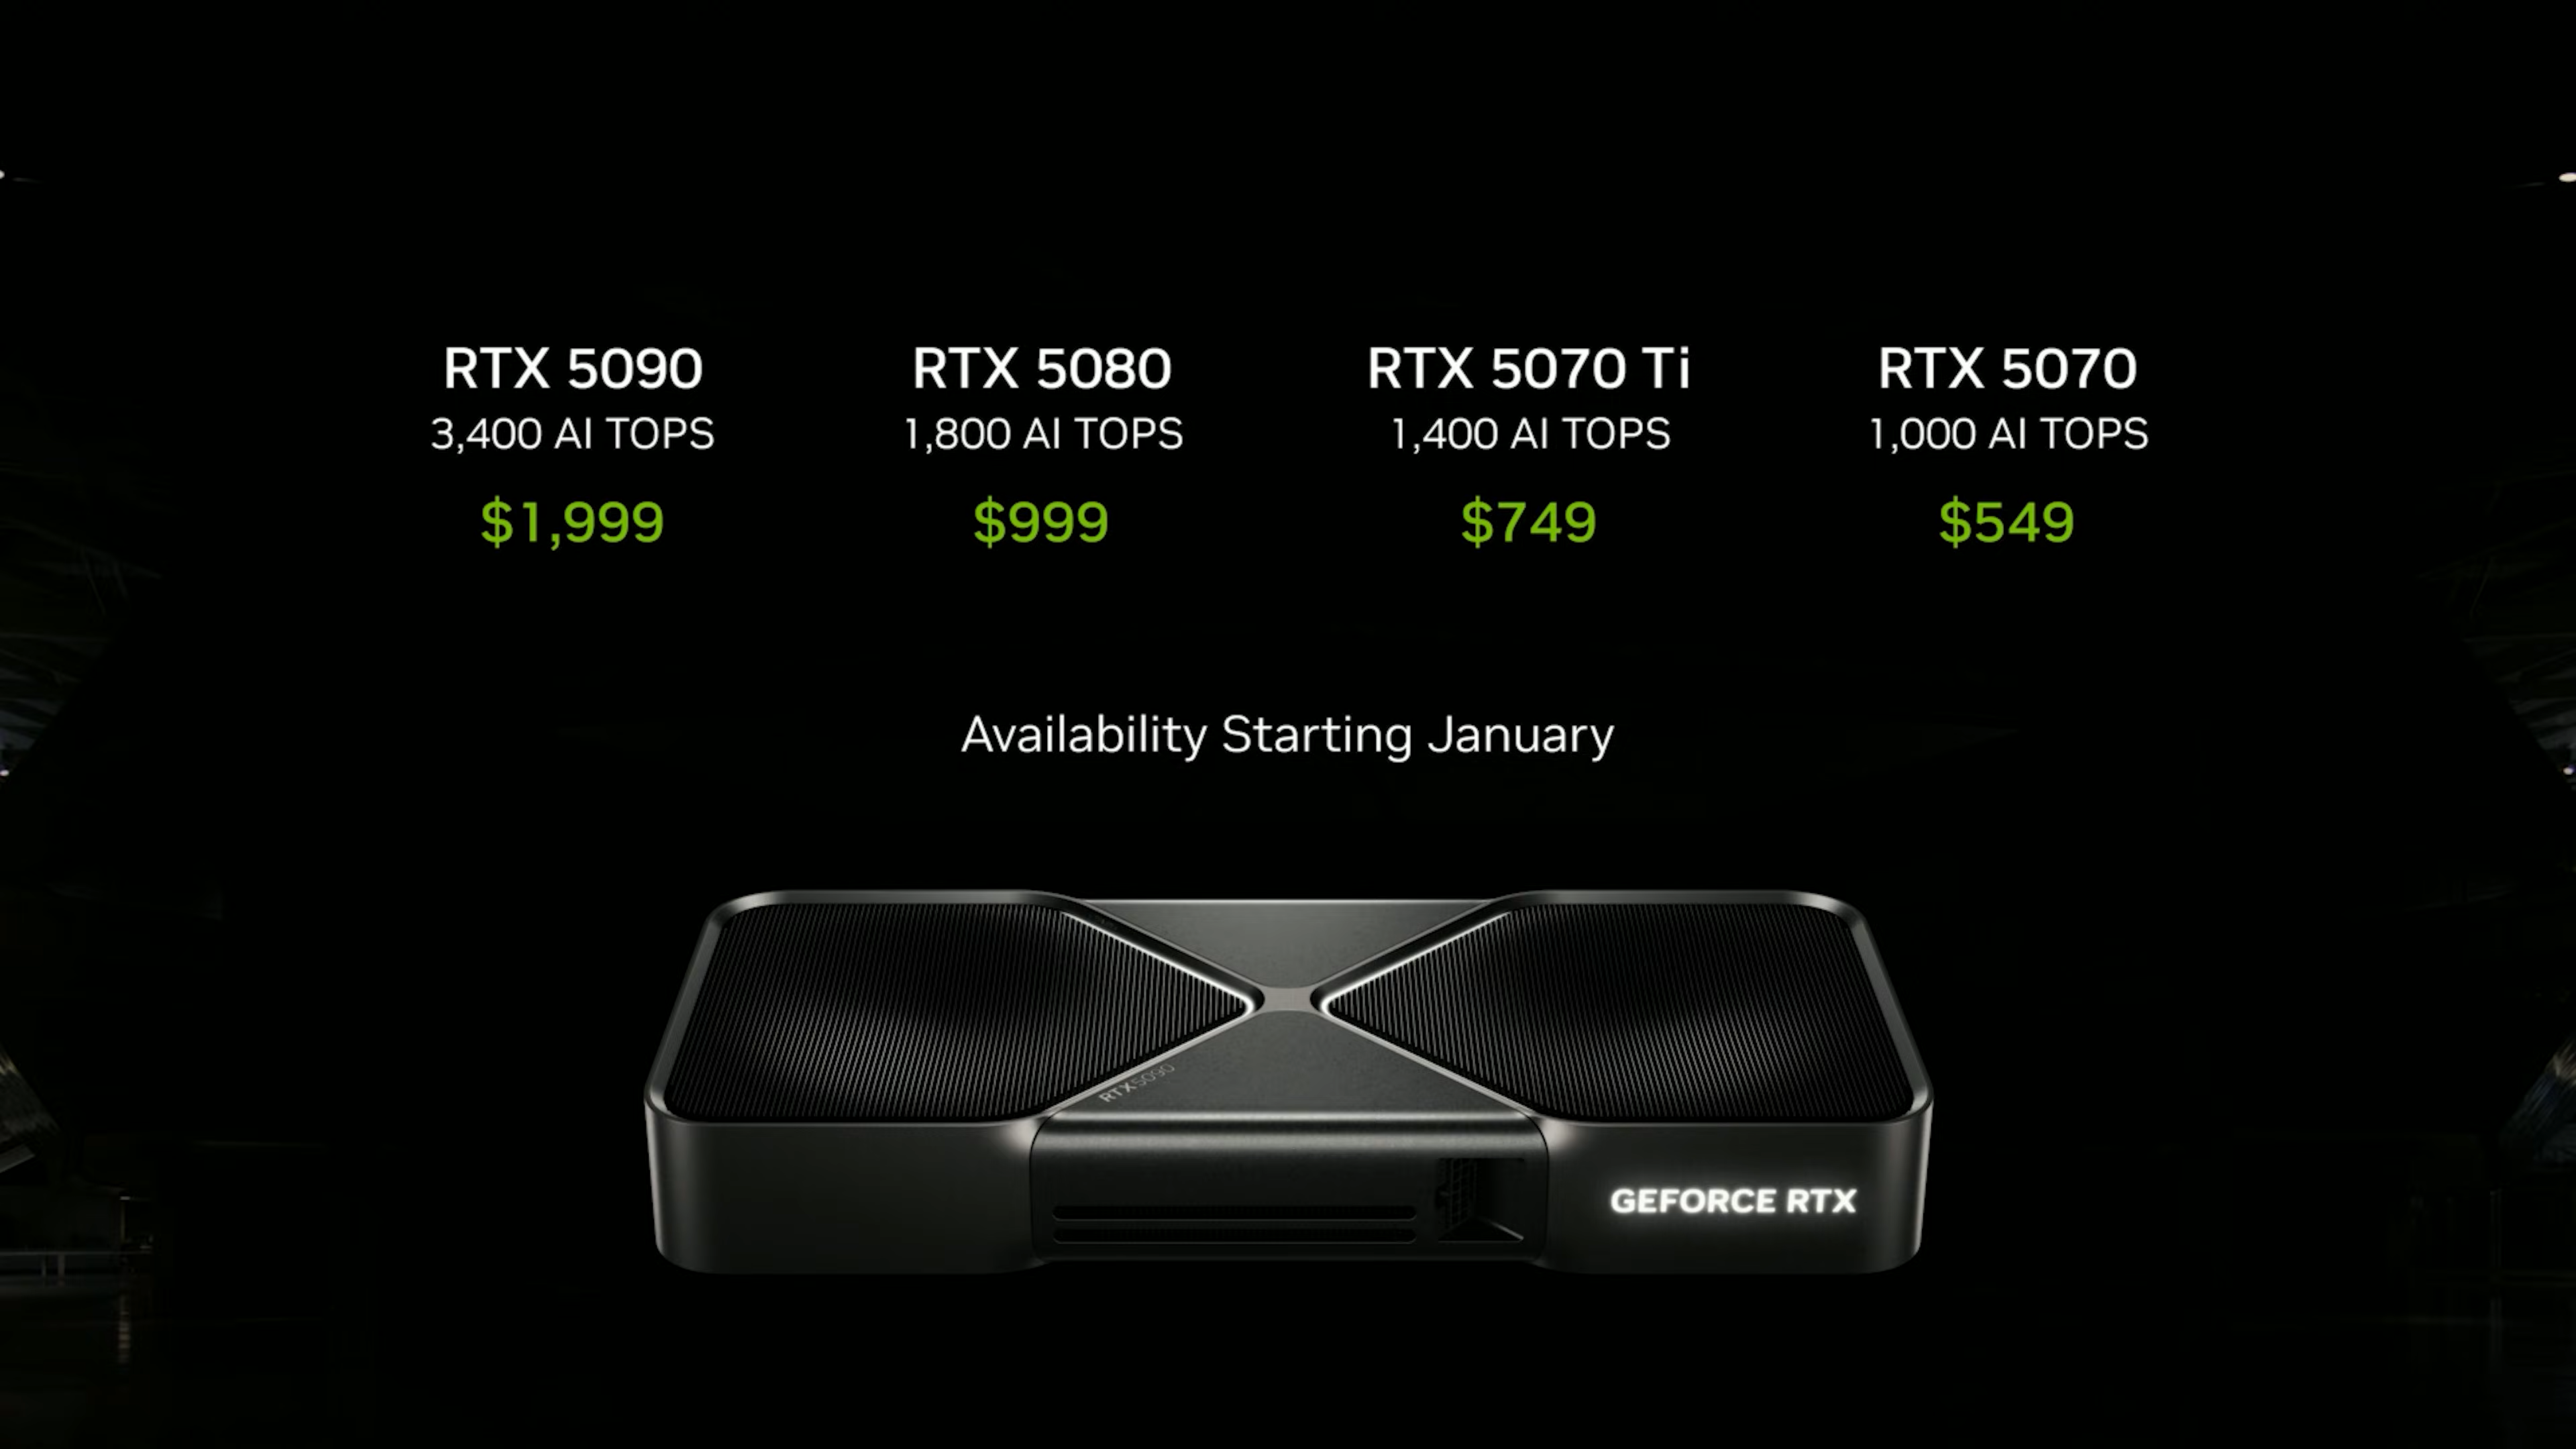 RTX 5090
3,400 AI TOPS
$1,999
RTX 5080
1,800 AI TOPS
$999
RTX 5070 Ti
1,400 AI TOPS
$749
RTX 5070
1,000 AI TOPS
$549
Availability Starting January
RTX 5090
GEFORCE RTX